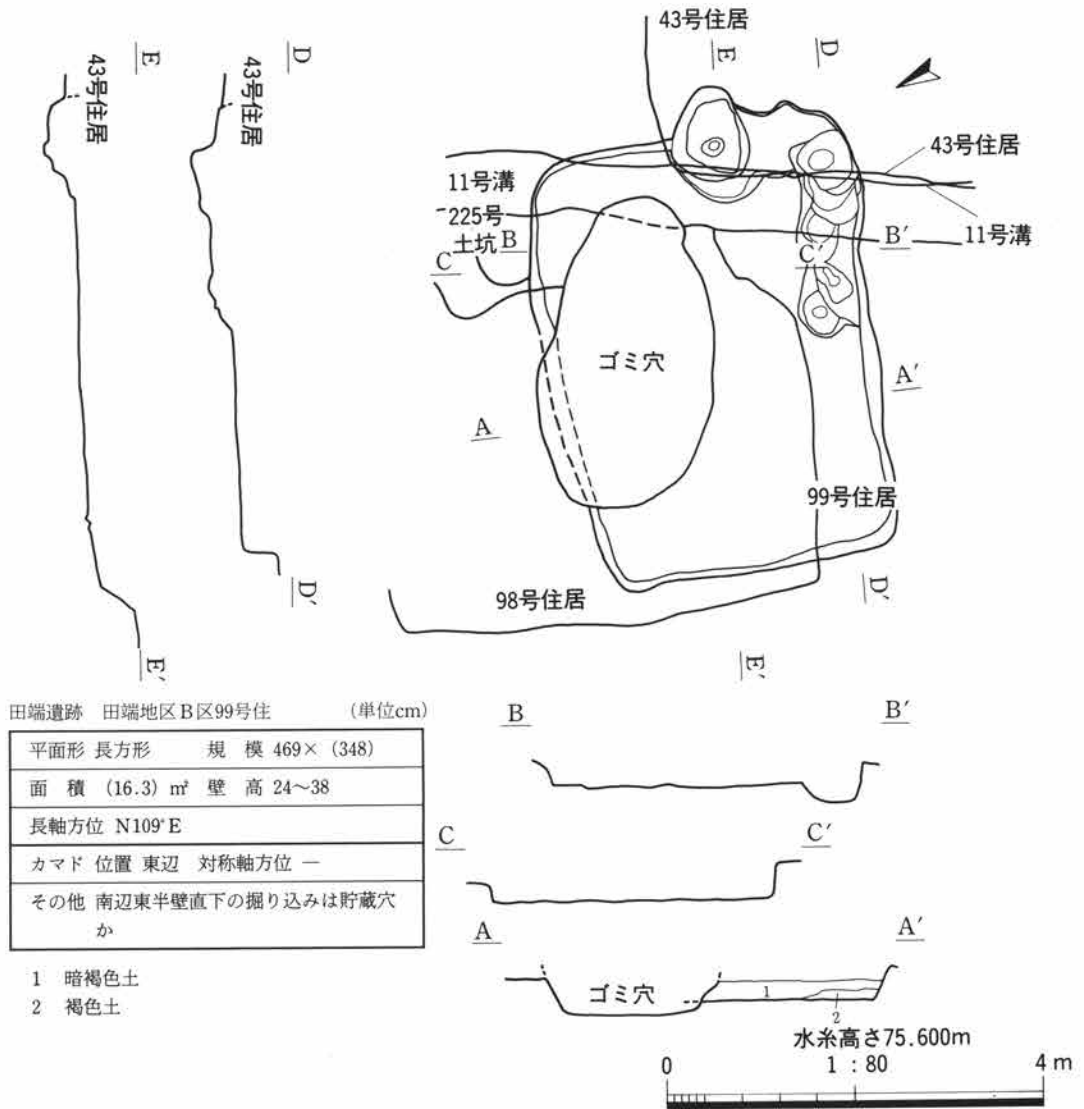 43号住居
E
D
E
D
43号住居
43号住居
43号住居
11号溝
225号
土坑
B
B′
11号溝
C
C′
ゴミ穴
A
A′
99号住居
D′
98号住居
D′
E′
E′
田端遺跡 田端地区B区99号住 (単位cm)
平面形 長方形 規 模 469×(348)
面 積 (16.3) ㎡ 壁 高 24〜38
長軸方位 N109°E
カマド 位置 東辺 対称軸方位 ―
その他 南辺東半壁直下の掘り込みは貯蔵穴
か
1 暗褐色土
2 褐色土
B
B′
C
C′
A
A′
ゴミ穴
1
2
水糸高さ75.600m
0
1:80
4 m